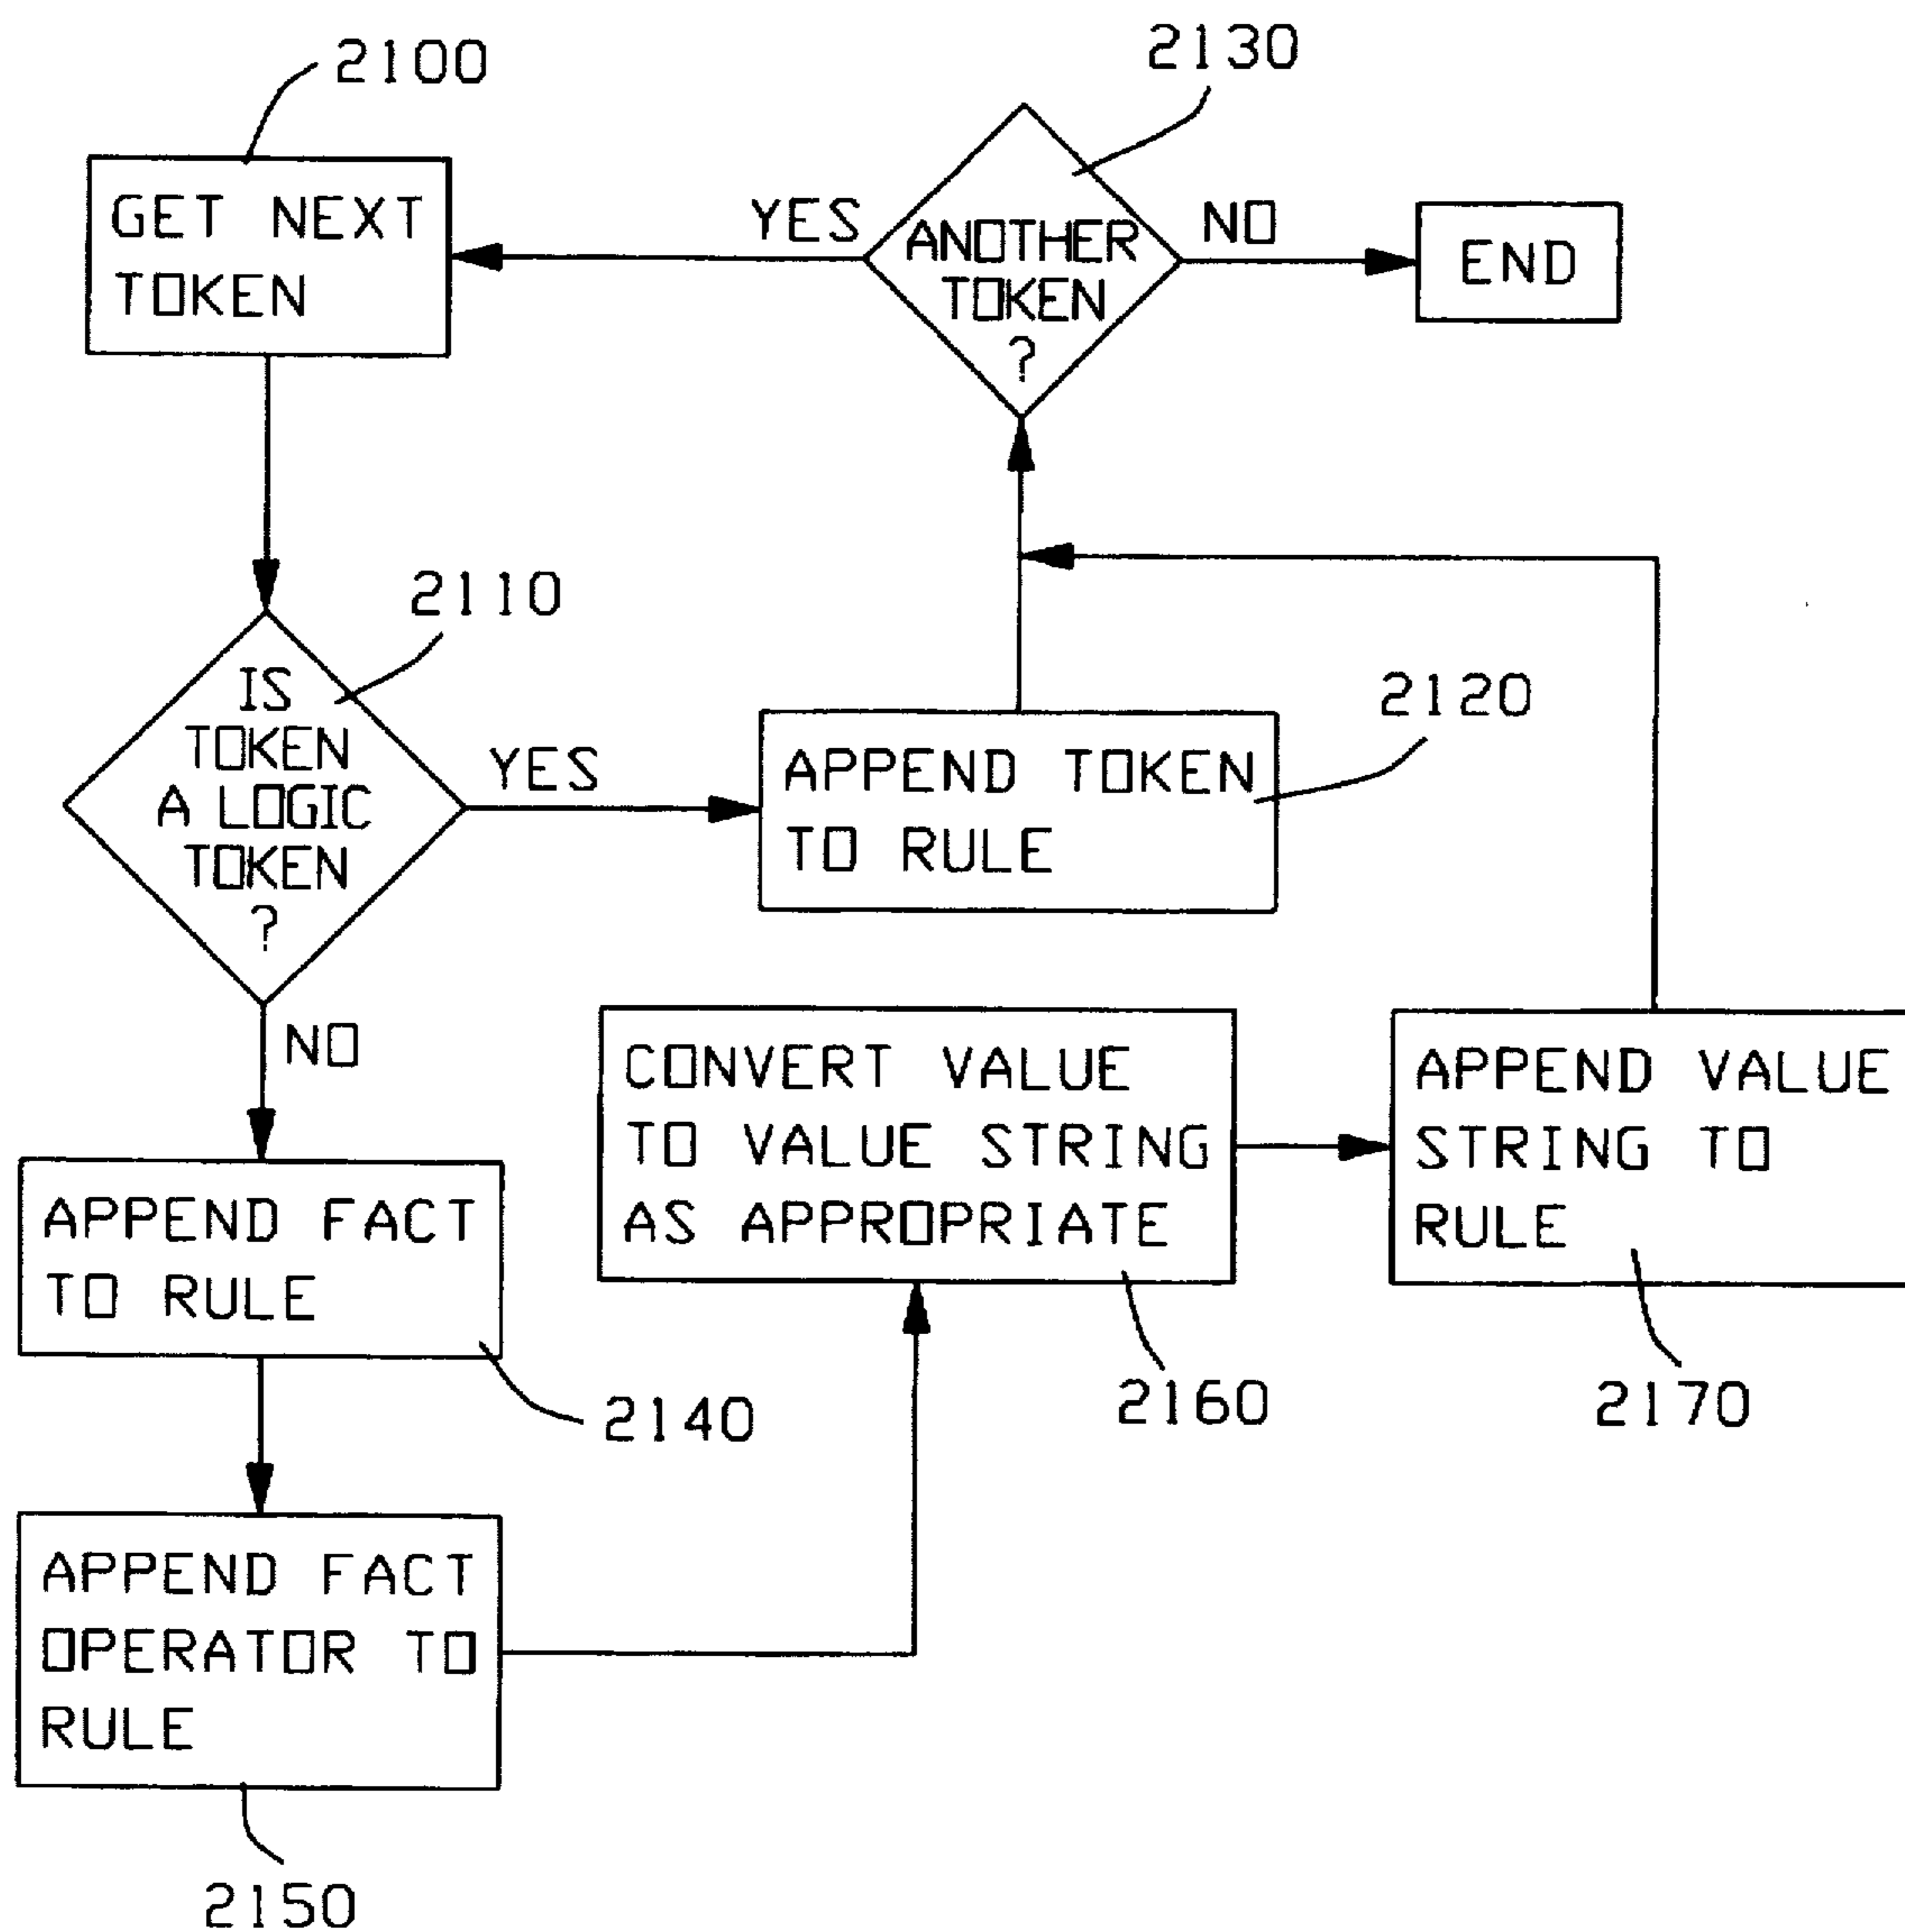 2100
2130
GET NEXT
TOKEN
YES
ANOTHER
TOKEN
?
NO
END
2110
IS
TOKEN
A LOGIC
TOKEN
?
YES
2120
APPEND TOKEN
TO RULE
NO
CONVERT VALUE
TO VALUE STRING
AS APPROPRIATE
APPEND VALUE
STRING TO
RULE
APPEND FACT
TO RULE
2140
2160
2170
APPEND FACT
OPERATOR TO
RULE
2150